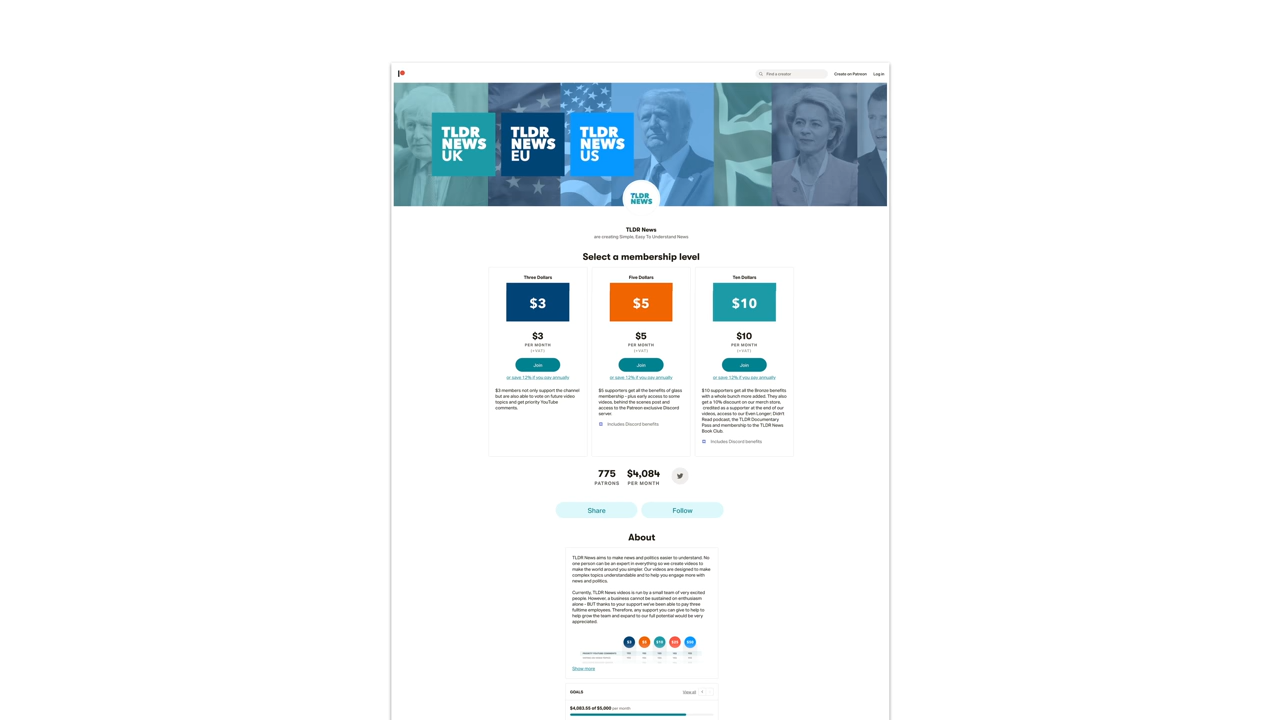 Find a creator
Create on Patreon
Log in
TLDR
NEWS
UK
TLDR
NEWS
EU
TLDR
NEWS
US
TLDR
NEWS
TLDR News
are creating Simple, Easy To Understand News
Select a membership level
Three Dollars
$3
$3
PER MONTH
(+VAT)
Join
or save 12% if you pay annually
$3 members not only support the channel
but are also able to vote on future video
topics and get priority YouTube
comments.
Five Dollars
$5
$5
PER MONTH
(+VAT)
Join
or save 12% if you pay annually
$5 supporters get all the benefits of glass
membership - plus early access to some
videos, behind the scenes post and
access to the Patreon exclusive Discord
server.
Includes Discord benefits
Ten Dollars
$10
$10
PER MONTH
(+VAT)
Join
or save 12% if you pay annually
$10 supporters get all the Bronze benefits
with a whole bunch more added. They also
get a 10% discount on our merch store,
credited as a supporter at the end of our
videos, access to our Even Longer; Didn't
Read podcast, the TLDR Documentary
Pass and membership to the TLDR News
Book Club.
Includes Discord benefits
775
PATRONS
$4,084
PER MONTH
Share
Follow
About
TLDR News aims to make news and politics easier to understand. No
one person can be an expert in everything so we create videos to
make the world around you simpler. Our videos are designed to make
complex topics understandable and to help you engage more with
news and politics.
Currently, TLDR News videos is run by a small team of very excited
people. However, a business cannot be sustained on enthusiasm
alone - BUT thanks to your support we've been able to pay three
fulltime employees. Therefore, any support you can give to help to
help grow the team and expand to our full potential would be very
appreciated.
$3
$5
$10
Show more
GOALS
View all
$4,083.55 of $5,000 per month